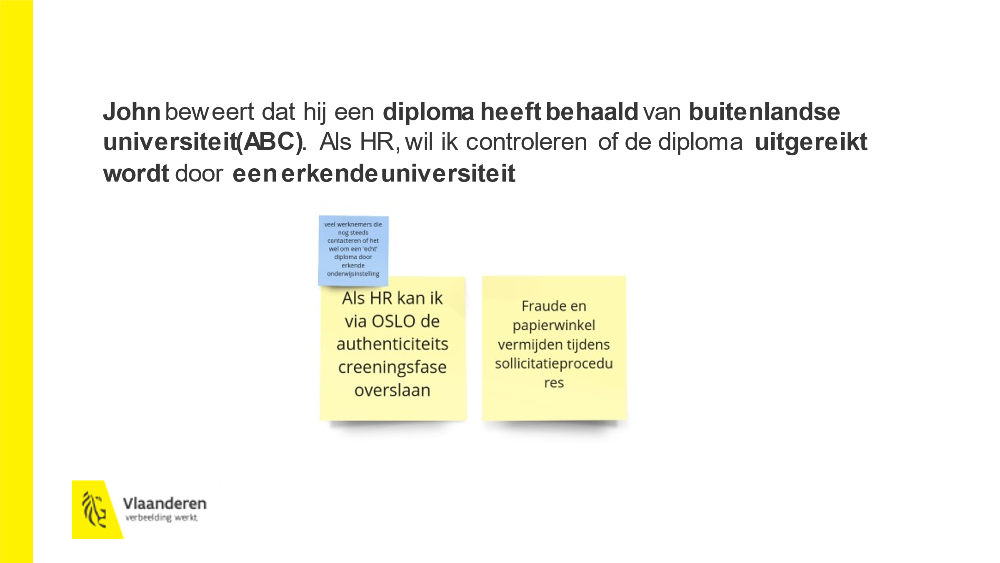 John beweert dat hij een diploma heeft behaald van buitenlandse
universiteit(ABC). Als HR, wil ik controleren of de diploma uitgereikt
wordt door een erkende universiteit.
veel werknemers die
nog steeds
contacteren of het
wel om een 'echt'
diploma door
erkende
onderwijsinstelling
Als HR kan ik
via OSLO de
authenticiteits
creeningsfase
overslaan
Fraude en
papierwinkel
vermijden tijdens
sollicitatieprocedu
res
Vlaanderen
verbeelding werkt